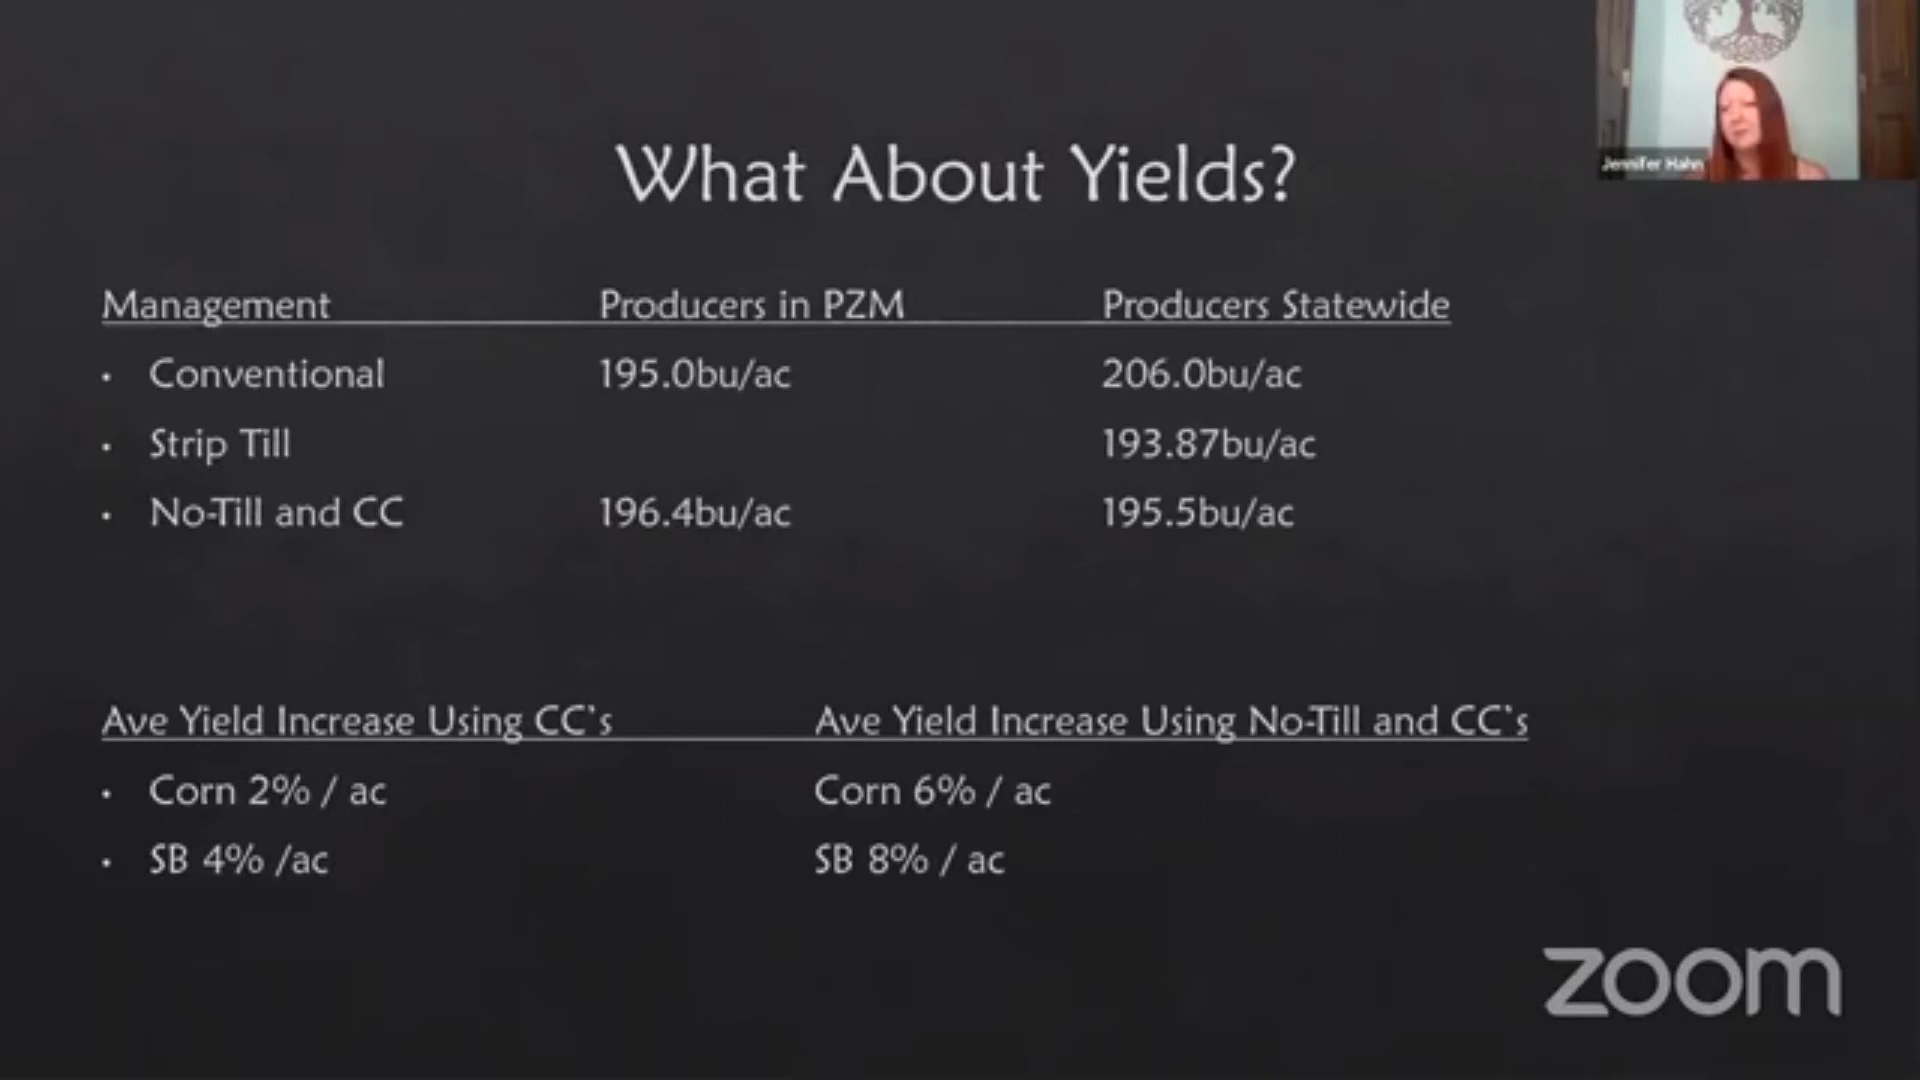 What About Yields?
Jennifer Hahn
Management Producers in PZM Producers Statewide
• Conventional 195.0bu/ac 206.0bu/ac
• Strip Till 193.87bu/ac
• No-Till and CC 196.4bu/ac 195.5bu/ac
Ave Yield Increase Using CC`s Ave Yield Increase Using No-Till and CC`s
• Corn 2% / ac Corn 6% / ac
• SB 4% /ac SB 8% / ac
zoom